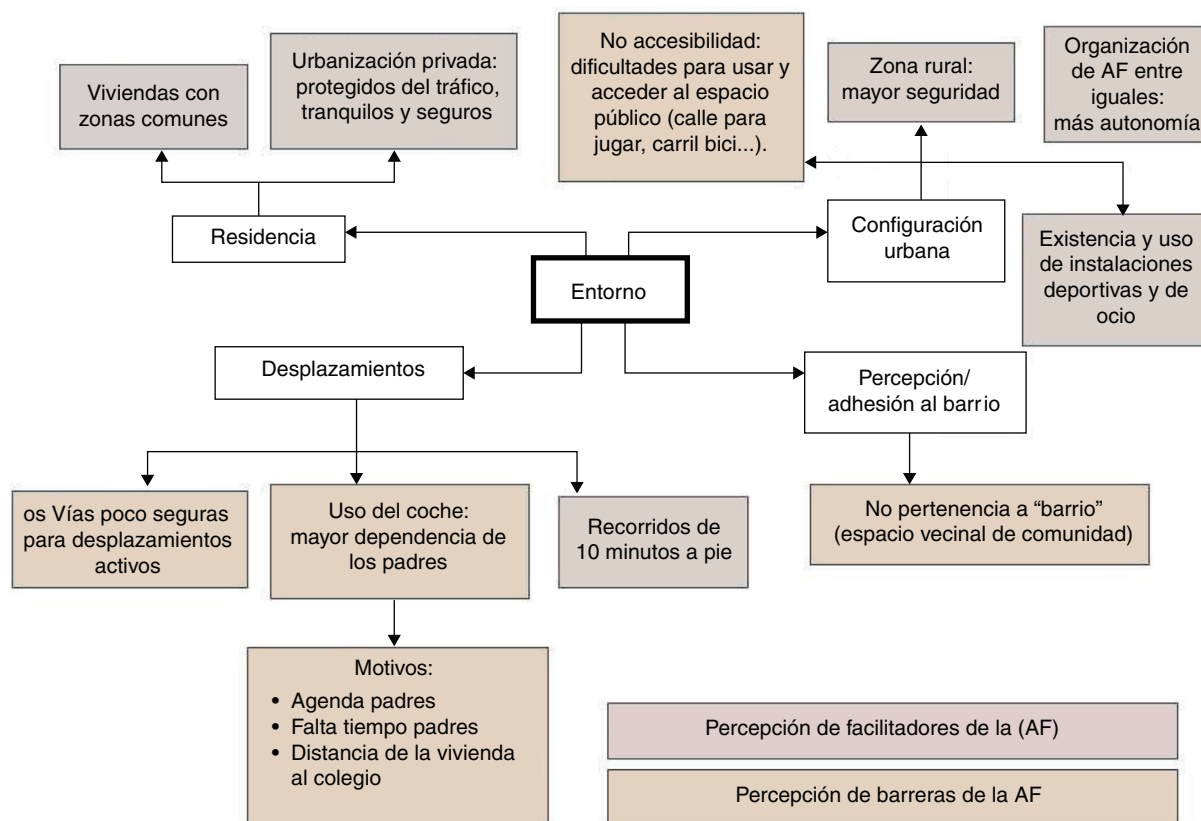 Viviendas con
zonas comunes
Urbanización privada:
protegidos del tráfico,
tranquilos y seguros
No accesibilidad:
dificultades para usar y
acceder al espacio
público (calle para
jugar, carril bici...).
Zona rural:
mayor seguridad
Organización
de AF entre
iguales:
más autonomía
Residencia
Configuración
urbana
Existencia y uso
de instalaciones
deportivas y de
ocio
Entorno
Desplazamientos
Percepción/
adhesión al barrio
os Vías poco seguras
para desplazamientos
activos
Uso del coche:
mayor dependencia de
los padres
Recorridos de
10 minutos a pie
No pertenencia a “barrio”
(espacio vecinal de comunidad)
Motivos:
• Agenda padres
• Falta tiempo padres
• Distancia de la vivienda
al colegio
Percepción de facilitadores de la (AF)
Percepción de barreras de la AF